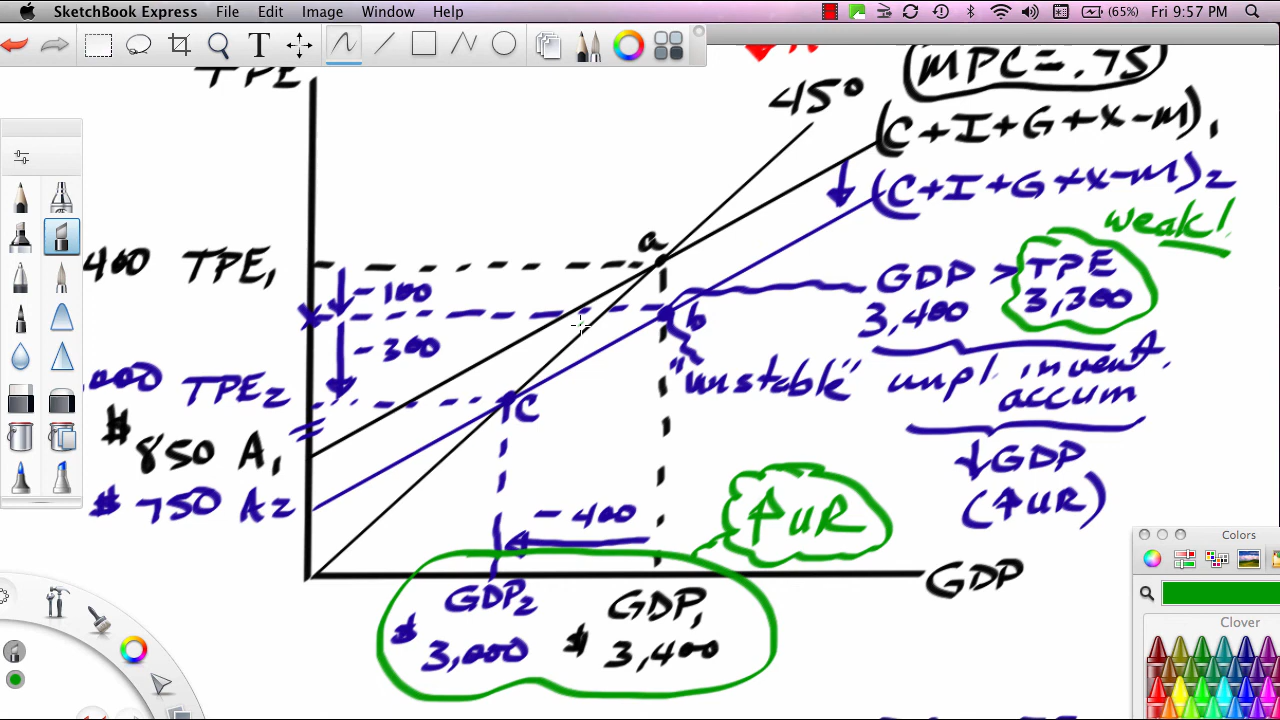 SketchBook Express File Edit Image Window Help (65%) Fri 9:57 PM
T
TPE
45°
(MPC = .75)
(C+I+G+X-M)1
(C+I+G+X-M)2
weak!
a
400 TPE1
-100
GDP > TPE
3,400 3,300
b
-300
"unstable"
unpl. invent.
accum
000 TPE2
C
$850 A1
$750 A2
↓GDP
(↑UR)
-400
↑UR
Colors
GDP
GDP2 GDP1
$3,000 $3,400
Clover